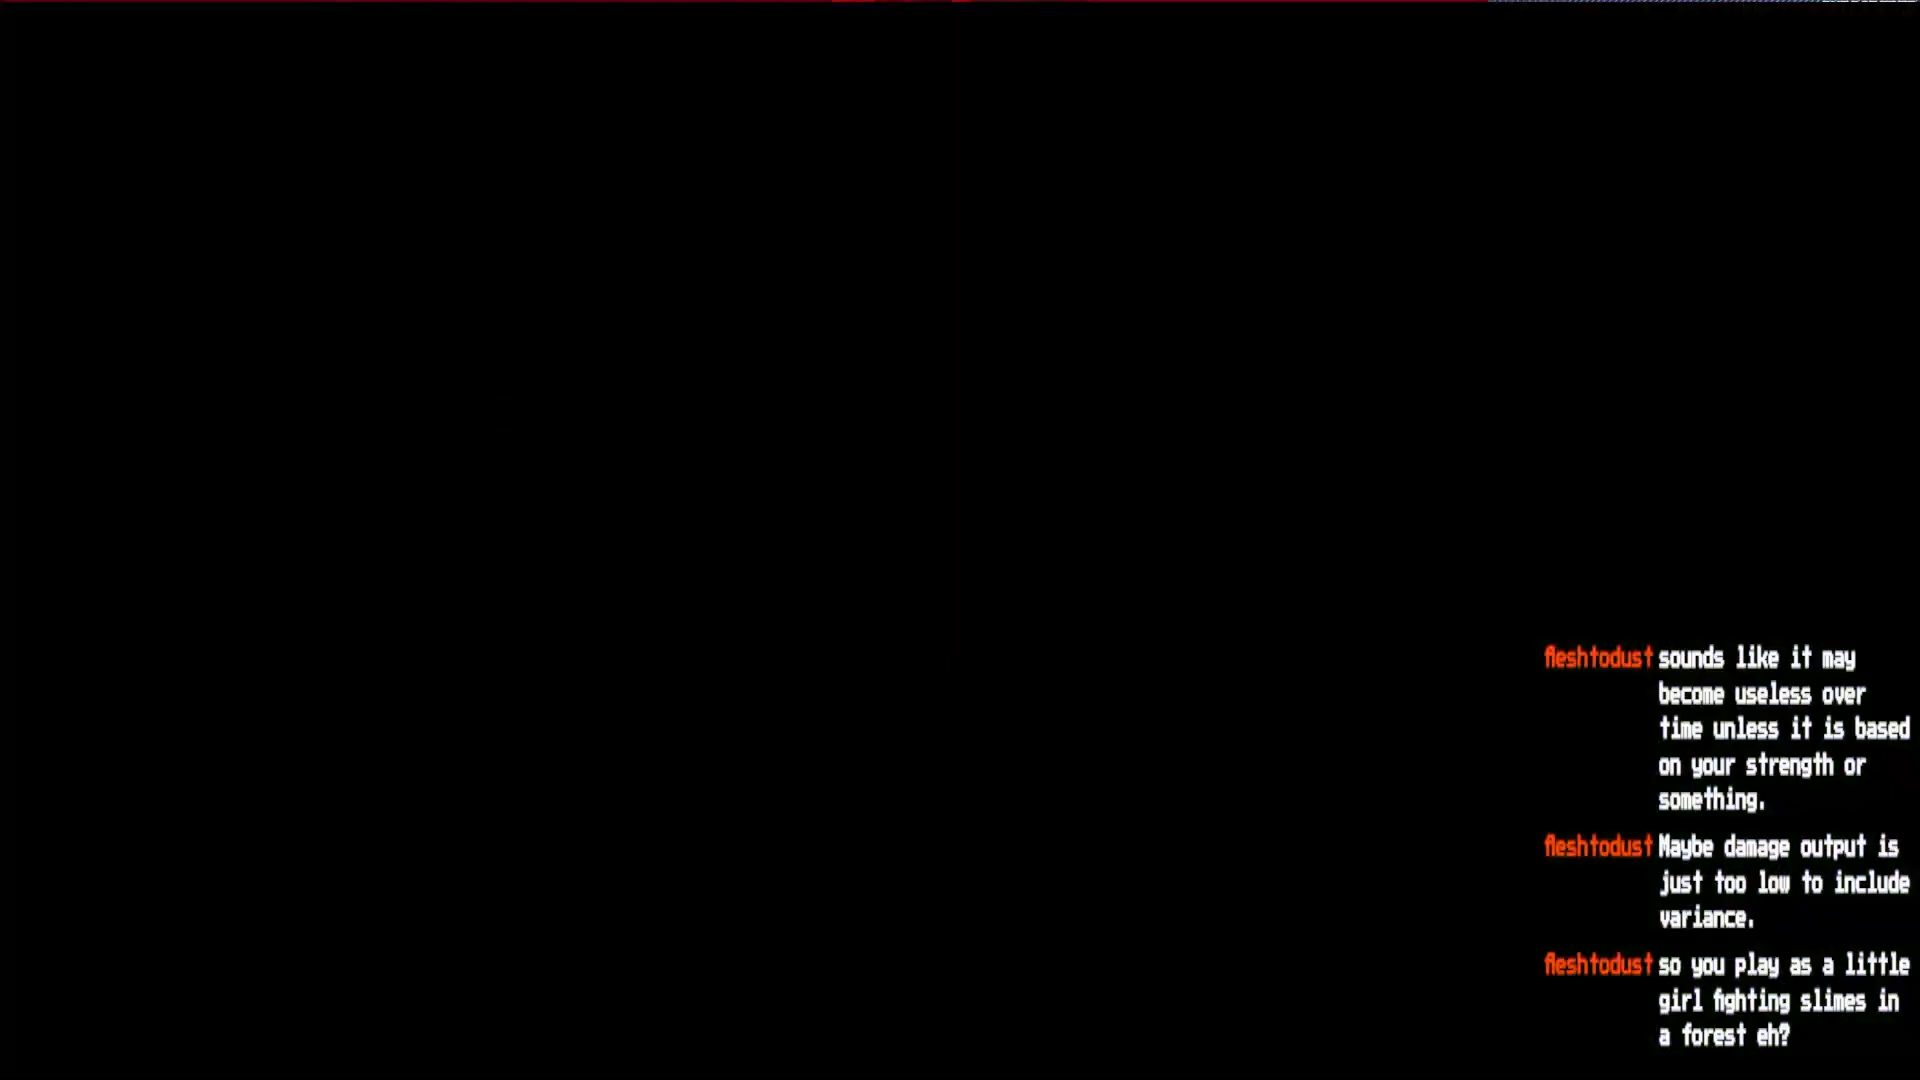 fleshtodust sounds like it may
become useless over
time unless it is based
on your strength or
something.
fleshtodust Maybe damage output is
just too low to include
variance.
fleshtodust so you play as a little
girl fighting slimes in
a forest eh?